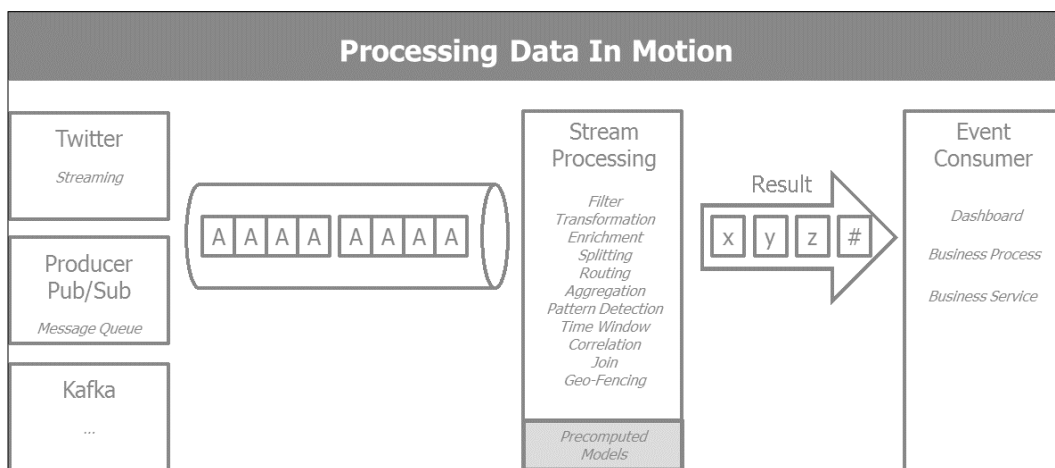 Processing Data In Motion
Twitter
Streaming
Producer
Pub/Sub
Message Queue
Kafka
...
A A A A A A A A
Stream
Processing
Filter
Transformation
Enrichment
Splitting
Routing
Aggregation
Pattern Detection
Time Window
Correlation
Join
Geo-Fencing
Precomputed
Models
Result
x y z #
Event
Consumer
Dashboard
Business Process
Business Service